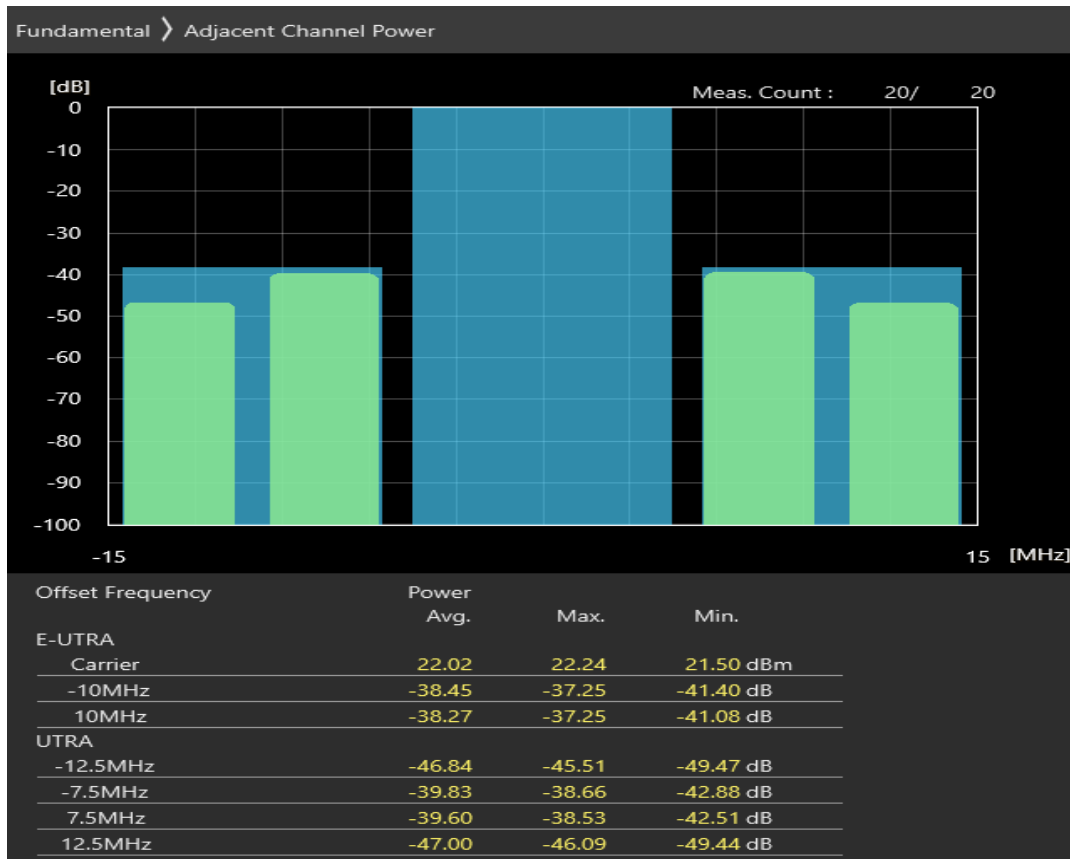 Fundamental 〉 Adjacent Channel Power
[dB]
Meas. Count : 20/ 20
0
-10
-20
-30
-40
-50
-60
-70
-80
-90
-100
-15 15 [MHz]
Offset Frequency Power
Avg. Max. Min.
E-UTRA
Carrier 22.02 22.24 21.50 dBm
-10MHz -38.45 -37.25 -41.40 dB
10MHz -38.27 -37.25 -41.08 dB
UTRA
-12.5MHz -46.84 -45.51 -49.47 dB
-7.5MHz -39.83 -38.66 -42.88 dB
7.5MHz -39.60 -38.53 -42.51 dB
12.5MHz -47.00 -46.09 -49.44 dB